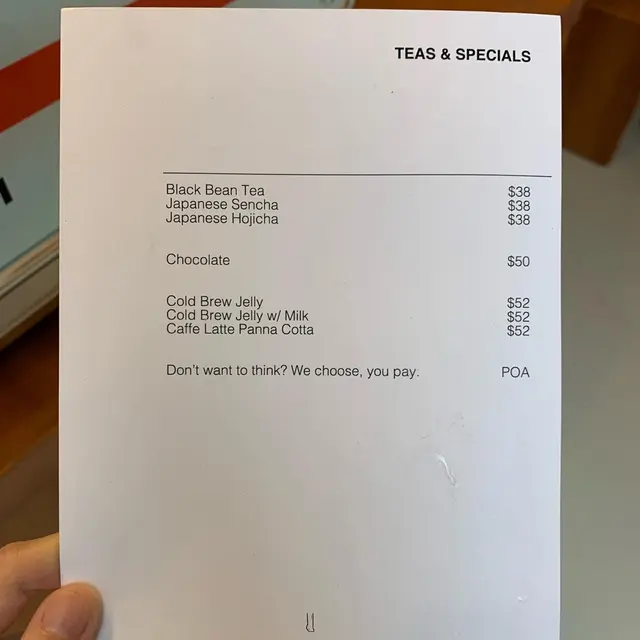 TEAS & SPECIALS
Black Bean Tea $38
Japanese Sencha $38
Japanese Hojicha $38
Chocolate $50
Cold Brew Jelly $52
Cold Brew Jelly w/ Milk $52
Caffe Latte Panna Cotta $52
Don't want to think? We choose, you pay. POA